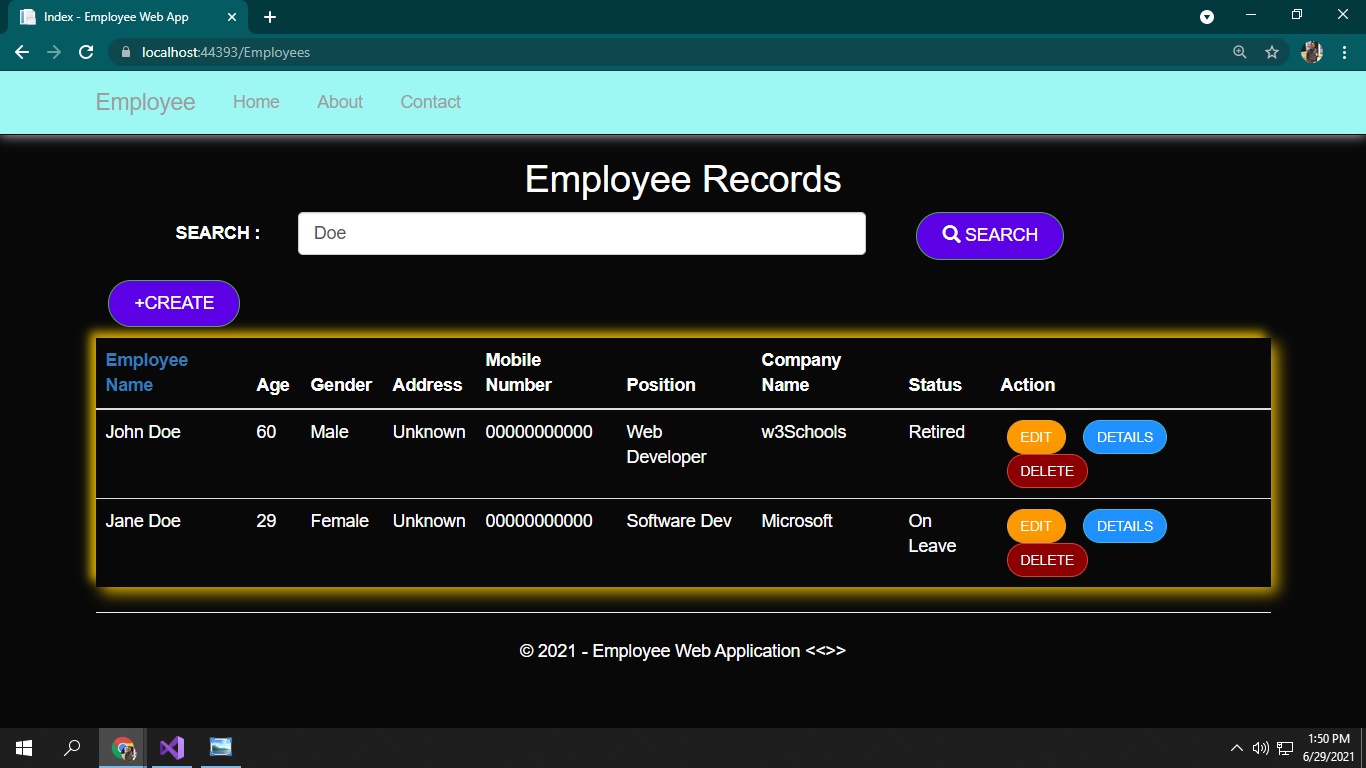 Index - Employee Web App
localhost:44393/Employees
Employee Home About Contact
Employee Records
SEARCH : Doe SEARCH
+CREATE
Employee Name Age Gender Address Mobile Number Position Company Name Status Action
John Doe 60 Male Unknown 00000000000 Web Developer w3Schools Retired EDIT DETAILS
DELETE
Jane Doe 29 Female Unknown 00000000000 Software Dev Microsoft On Leave EDIT DETAILS
DELETE
© 2021 - Employee Web Application <<>>
1:50 PM
6/29/2021